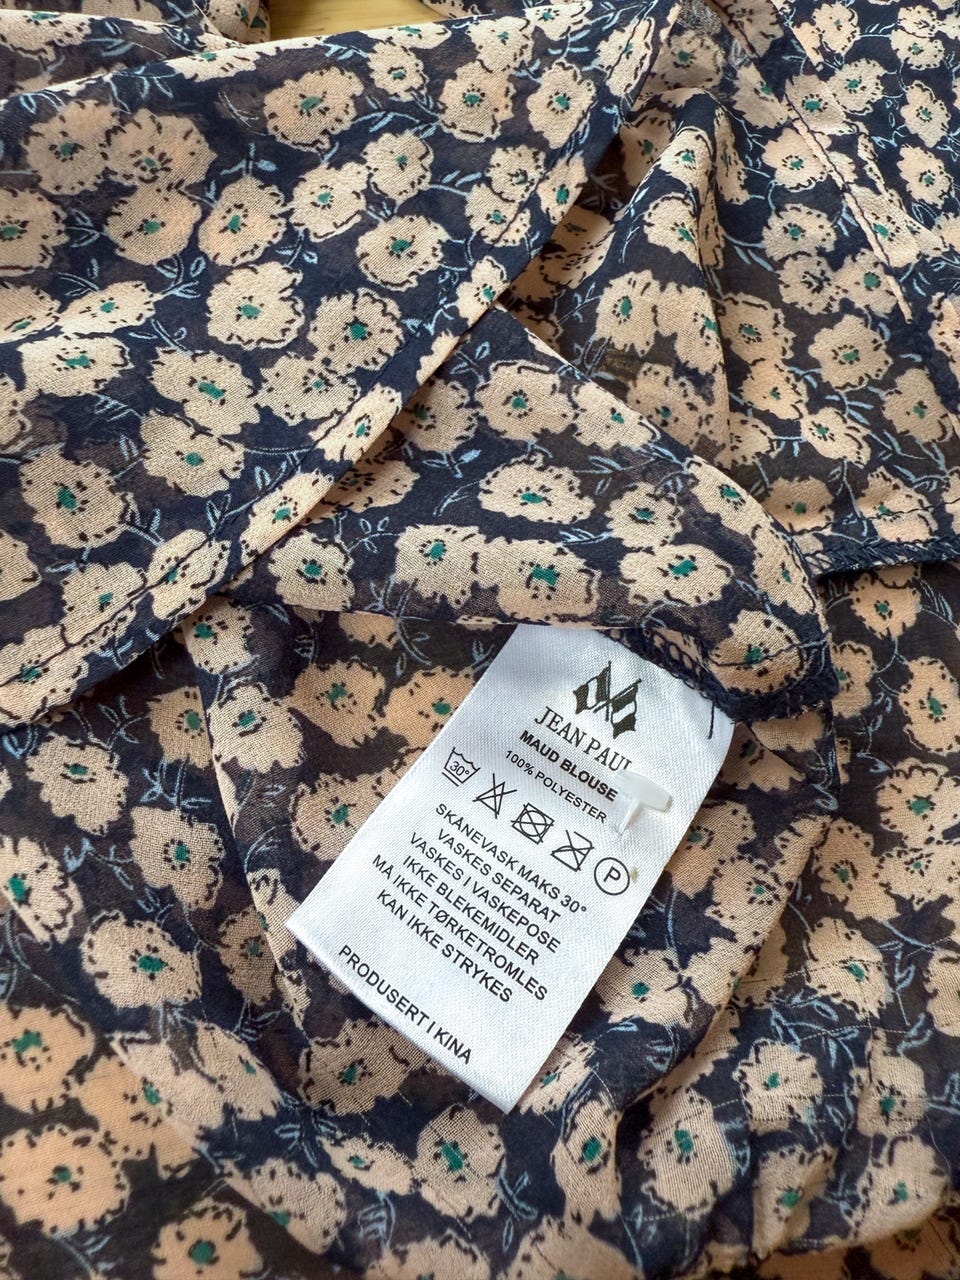 JEAN PAUL
MAUD BLOUSE
100% POLYESTER
30°
P
SKÅNEVASK MAKS 30°
VASKES SEPARAT
VASKES I VASKEPOSE
IKKE BLEKEMIDLER
MÅ IKKE TØRKETROMLES
KAN IKKE STRYKES
PRODUSERT I KINA